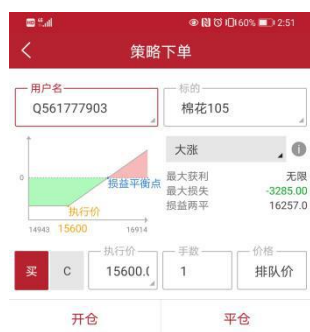 60% 2:51
策略下单
用户名
Q561777903
标的
棉花105
大涨
0
损益平衡点
执行价
14943 15600 16914
最大获利 无限
最大损失 -3285.00
损益两平 16257.0
买
C
执行价
15600.(
手数
1
价格
排队价
开仓 平仓